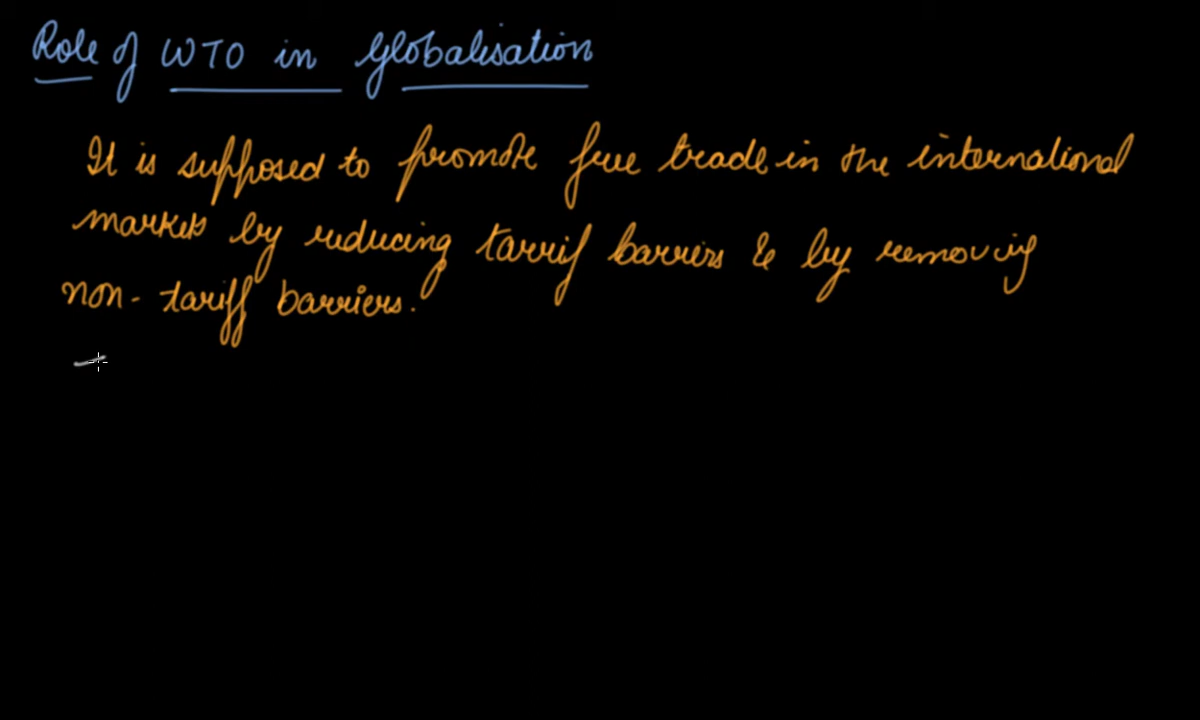 Role of WTO in Globalisation
It is supposed to promote free trade in the international
markets by reducing tarrif barriers & by removing
non-tariff barriers.